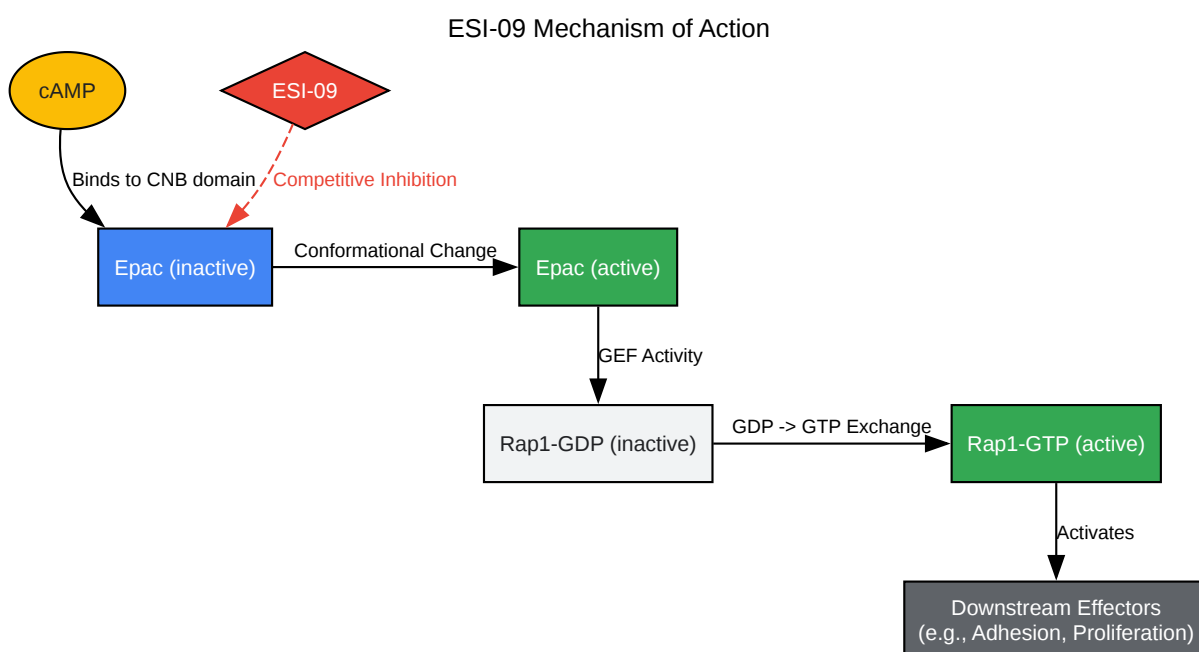 ESI-09 Mechanism of Action
cAMP
ESI-09
Binds to CNB domain
Competitive Inhibition
Epac (inactive)
Conformational Change
Epac (active)
GEF Activity
Rap1-GDP (inactive)
GDP -> GTP Exchange
Rap1-GTP (active)
Activates
Downstream Effectors
(e.g., Adhesion, Proliferation)